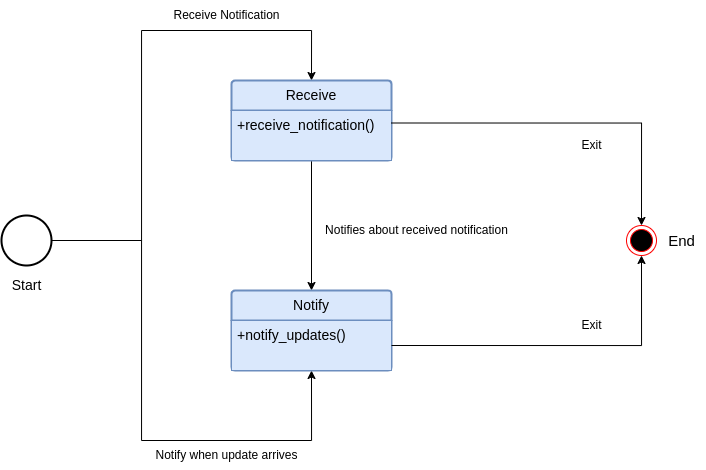 Receive Notification
Receive
+receive_notification()
Exit
Notifies about received notification
End
Start
Notify
+notify_updates()
Exit
Notify when update arrives